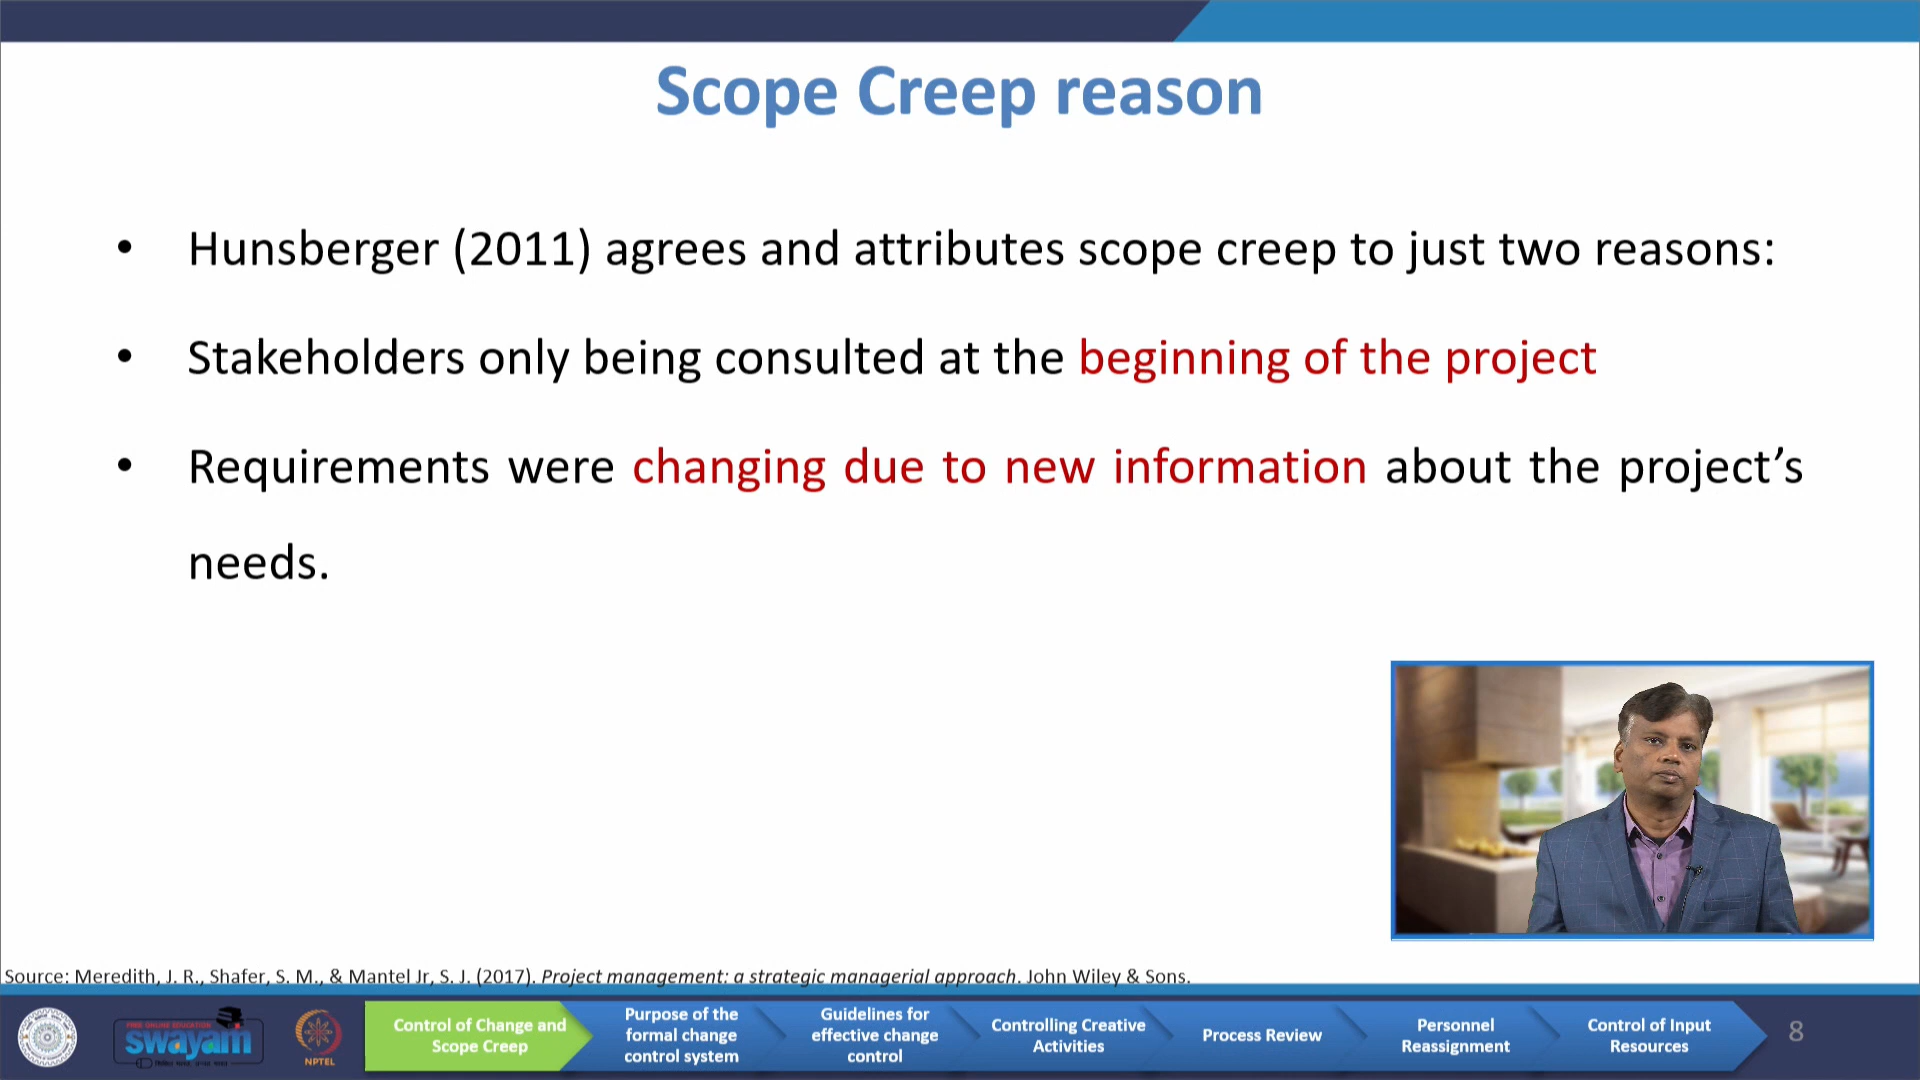 Scope Creep reason
• Hunsberger (2011) agrees and attributes scope creep to just two reasons:
• Stakeholders only being consulted at the beginning of the project
• Requirements were changing due to new information about the project’s
needs.
Source: Meredith, J. R., Shafer, S. M., & Mantel Jr, S. J. (2017). Project management: a strategic managerial approach. John Wiley & Sons.
FREE ONLINE EDUCATION
swayam
NPTEL
Control of Change and
Scope Creep
Purpose of the
formal change
control system
Guidelines for
effective change
control
Controlling Creative
Activities
Process Review
Personnel
Reassignment
Control of Input
Resources
8